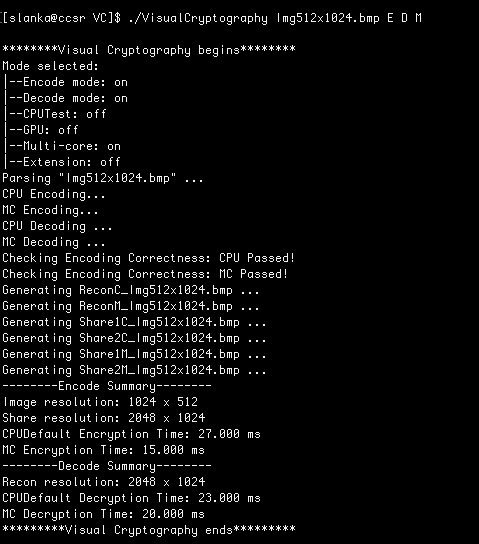 [slanka@ccsr VC]$ ./VisualCryptography Img512x1024.bmp E D M
********Visual Cryptography begins********
Mode selected:
|--Encode mode: on
|--Decode mode: on
|--CPUTest: off
|--GPU: off
|--Multi-core: on
|--Extension: off
Parsing "Img512x1024.bmp" ...
CPU Encoding...
MC Encoding...
CPU Decoding ...
MC Decoding ...
Checking Encoding Correctness: CPU Passed!
Checking Encoding Correctness: MC Passed!
Generating ReconC_Img512x1024.bmp ...
Generating ReconM_Img512x1024.bmp ...
Generating Share1C_Img512x1024.bmp ...
Generating Share2C_Img512x1024.bmp ...
Generating Share1M_Img512x1024.bmp ...
Generating Share2M_Img512x1024.bmp ...
--------Encode Summary--------
Image resolution: 1024 x 512
Share resolution: 2048 x 1024
CPUDefault Encryption Time: 27.000 ms
MC Encryption Time: 15.000 ms
--------Decode Summary--------
Recon resolution: 2048 x 1024
CPUDefault Decryption Time: 23.000 ms
MC Decryption Time: 20.000 ms
*********Visual Cryptography ends*********